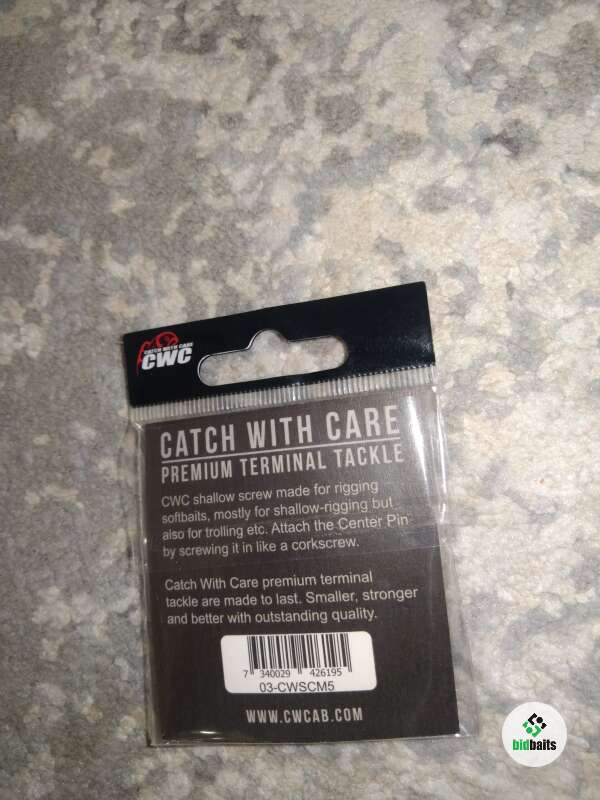 CATCH WITH CARE
CWC
CATCH WITH CARE
PREMIUM TERMINAL TACKLE
CWC shallow screw made for rigging
softbaits, mostly for shallow-rigging but
also for trolling etc. Attach the Center Pin
by screwing it in like a corkscrew.
Catch With Care premium terminal
tackle are made to last. Smaller, stronger
and better with outstanding quality.
7 340029 426195
03-CWSCM5
WWW.CWCAB.COM
bidbaits